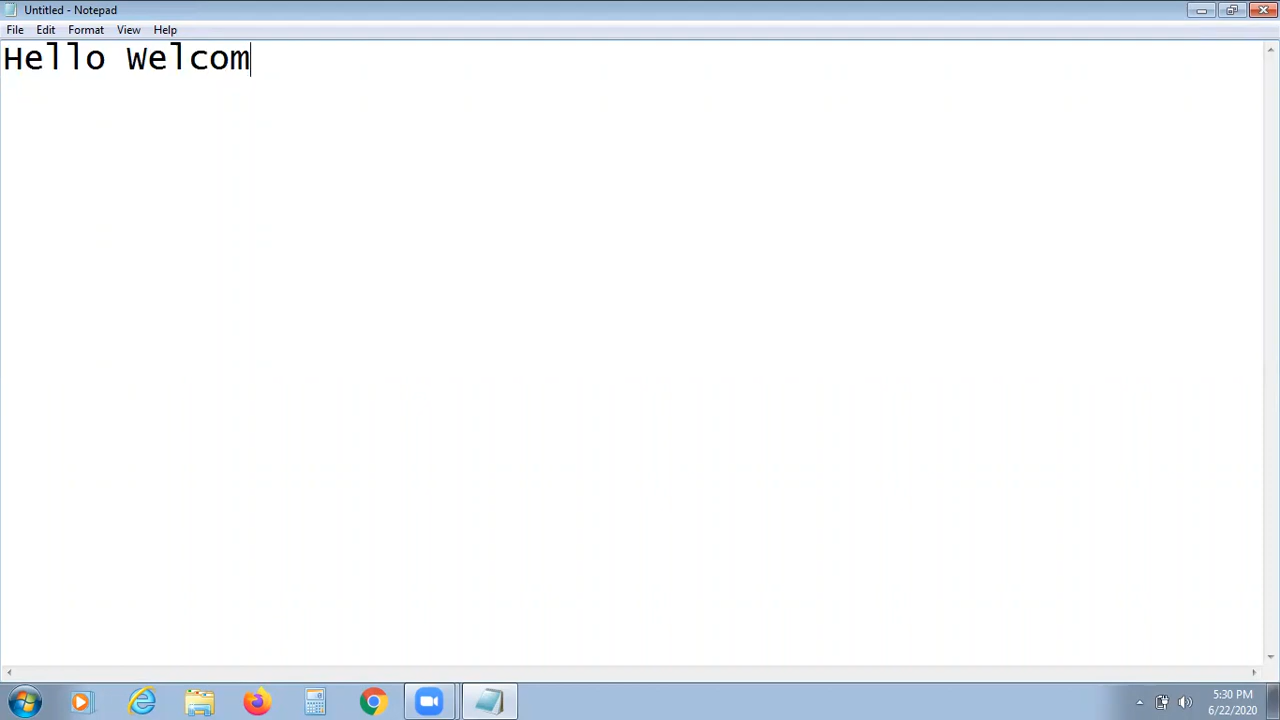 Untitled - Notepad
File Edit Format View Help
Hello Welcom
5:30 PM
6/22/2020